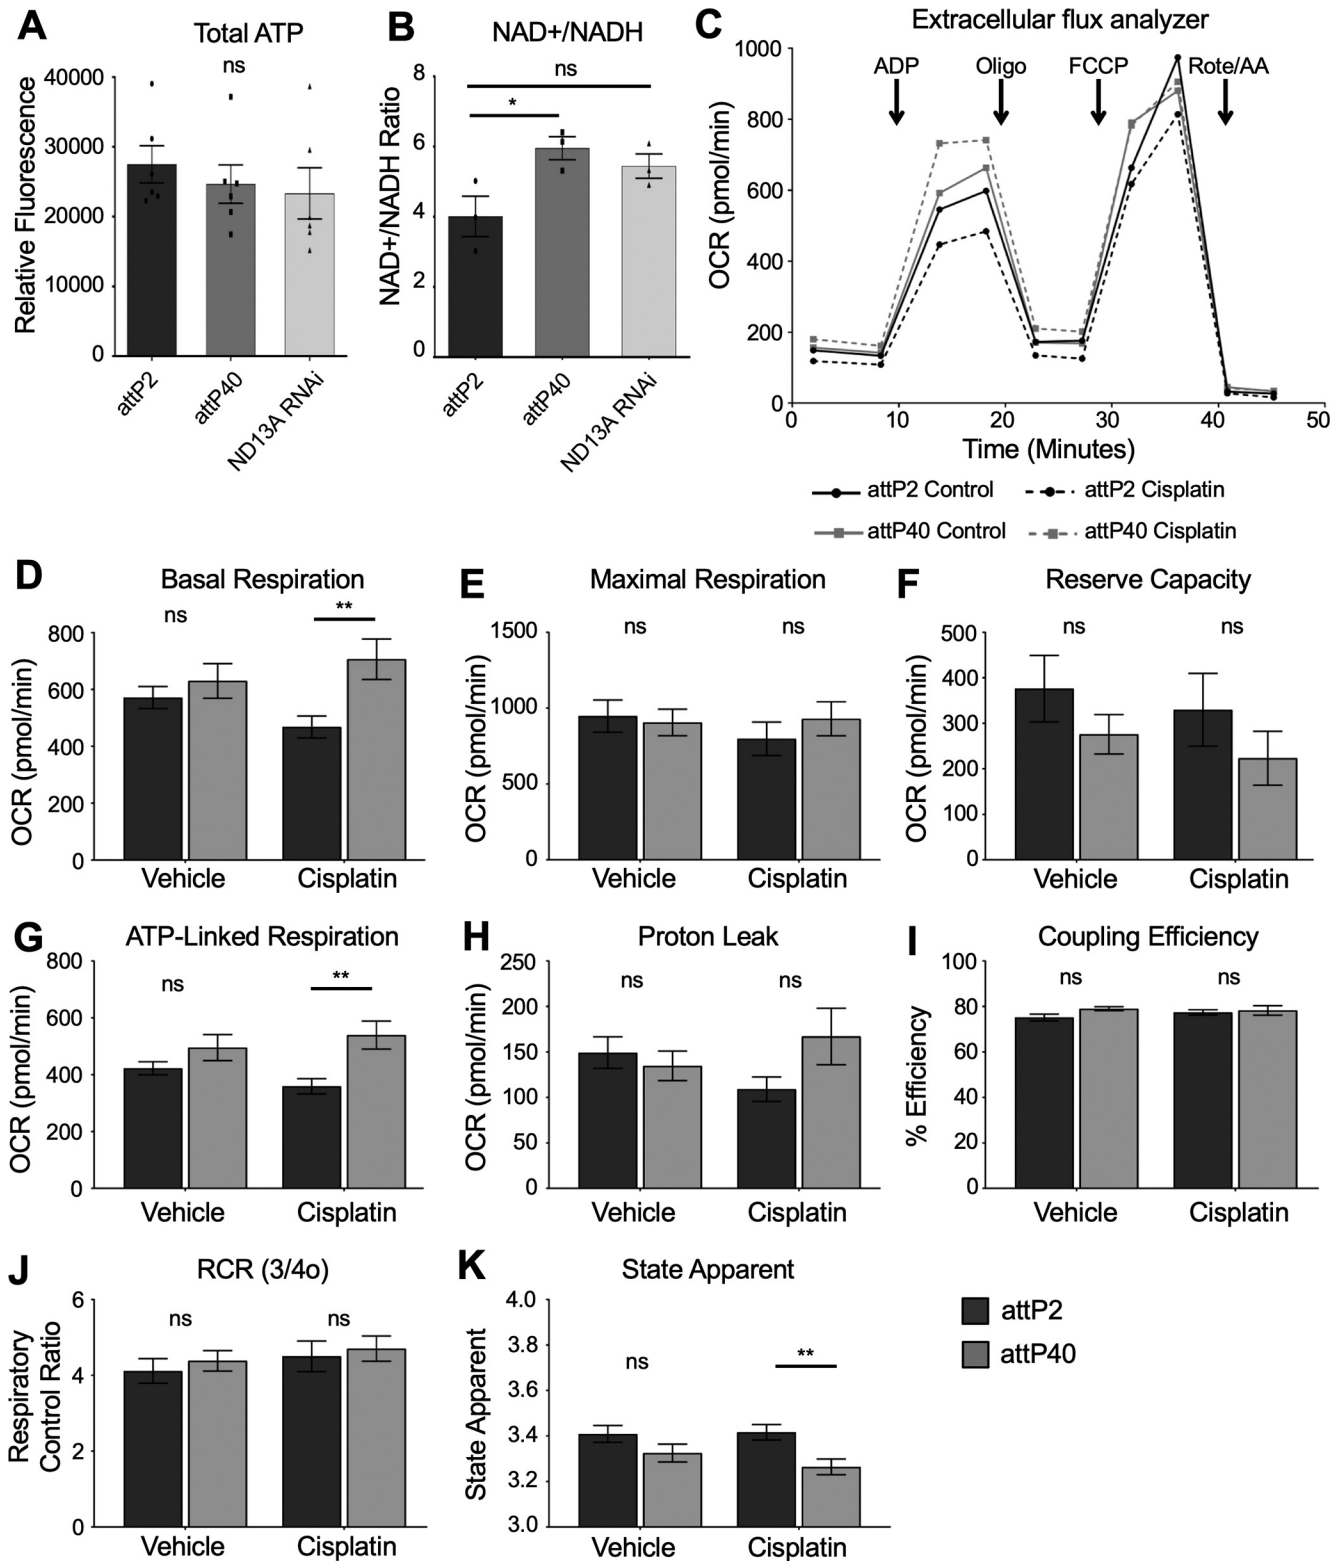 A
Total ATP
ns
Relative Fluorescence
40000
30000
20000
10000
0
attP2
attP40
ND13A RNAi
B
NAD+/NADH
ns
*
NAD+/NADH Ratio
8
6
4
2
0
attP2
attP40
ND13A RNAi
C
Extracellular flux analyzer
ADP
Oligo
FCCP
Rote/AA
OCR (pmol/min)
1000
800
600
400
200
0
0
10
20
30
40
50
Time (Minutes)
attP2 Control
attP2 Cisplatin
attP40 Control
attP40 Cisplatin
D
Basal Respiration
ns
**
OCR (pmol/min)
800
600
400
200
0
Vehicle
Cisplatin
E
Maximal Respiration
ns
ns
OCR (pmol/min)
1500
1000
500
0
Vehicle
Cisplatin
F
Reserve Capacity
ns
ns
OCR (pmol/min)
500
400
300
200
100
0
Vehicle
Cisplatin
G
ATP-Linked Respiration
ns
**
OCR (pmol/min)
800
600
400
200
0
Vehicle
Cisplatin
H
Proton Leak
ns
ns
OCR (pmol/min)
250
200
150
100
50
0
Vehicle
Cisplatin
I
Coupling Efficiency
ns
ns
% Efficiency
100
80
60
40
20
0
Vehicle
Cisplatin
J
RCR (3/4o)
ns
ns
Respiratory
Control Ratio
6
4
2
0
Vehicle
Cisplatin
K
State Apparent
ns
**
State Apparent
4.0
3.8
3.6
3.4
3.2
3.0
Vehicle
Cisplatin
attP2
attP40